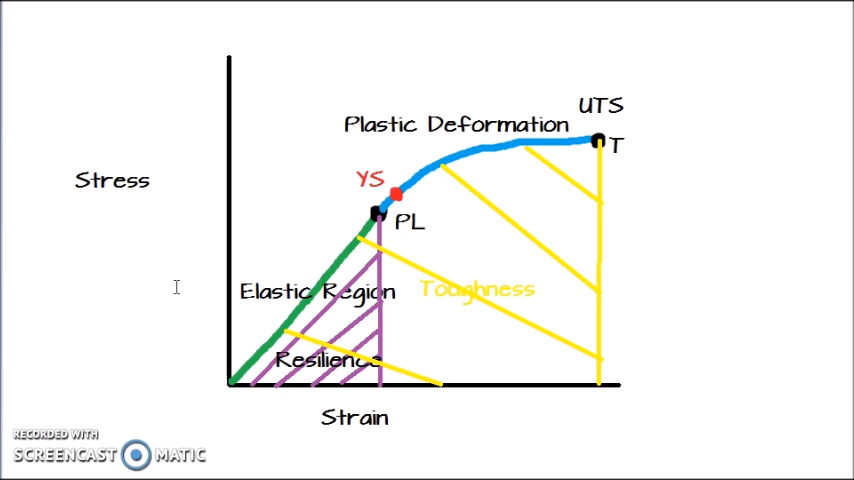 UTS
Plastic Deformation
T
Stress
YS
PL
Elastic Region
Toughness
Resilience
Strain
RECORDED WITH
SCREENCAST MATIC